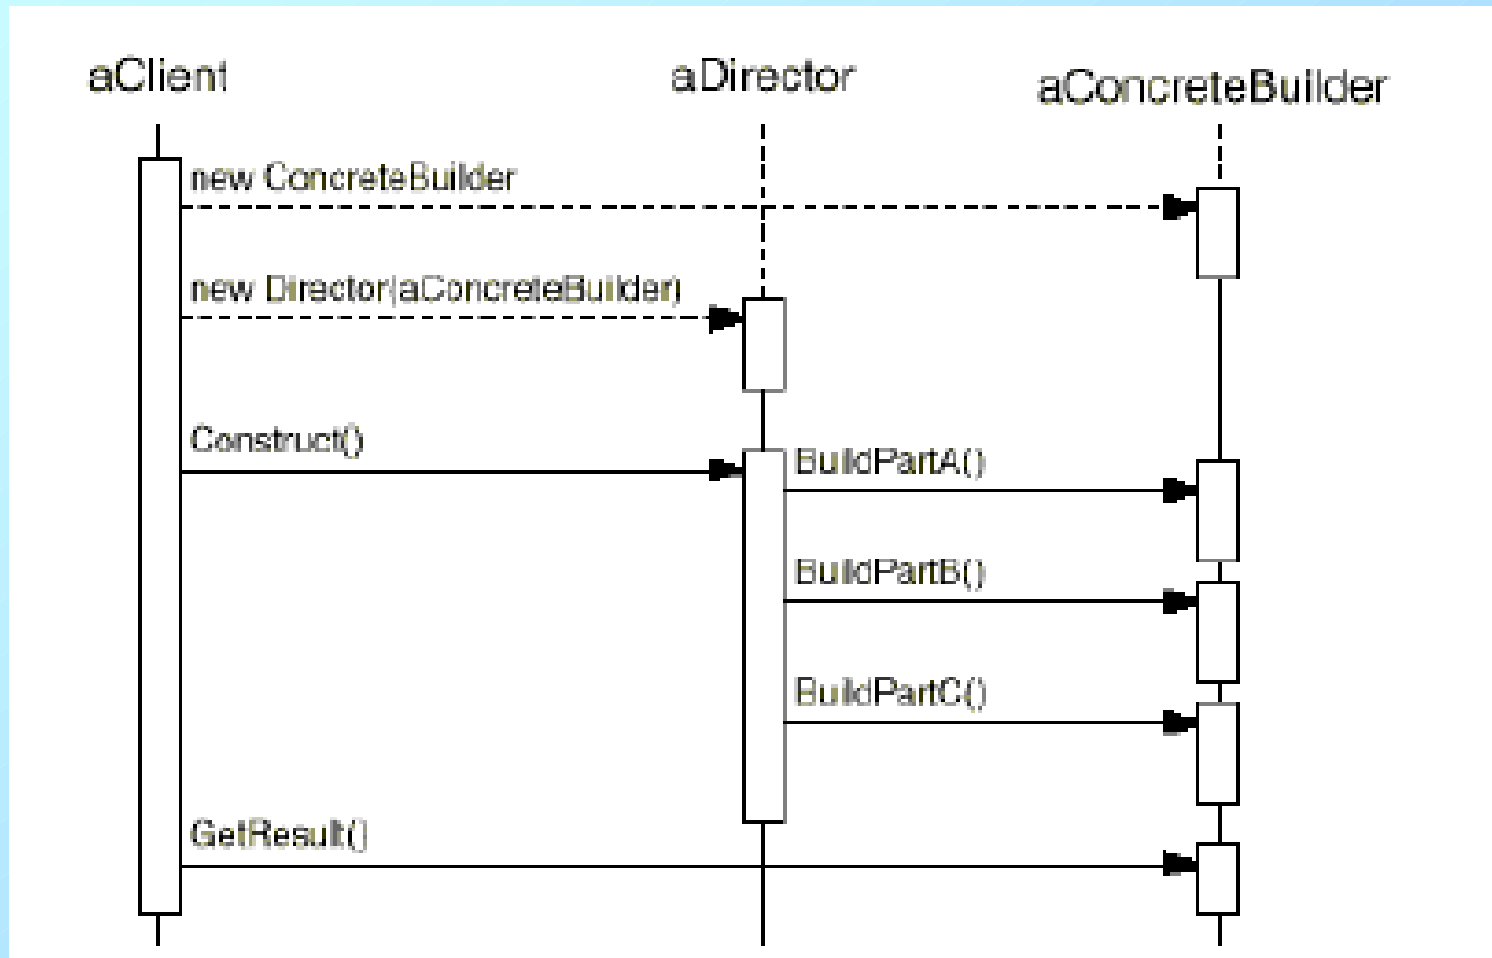 aClient
aDirector
aConcreteBuilder
new ConcreteBuilder
new Director(aConcreteBuilder)
Construct()
BuildPartA()
BuildPartB()
BuildPartC()
GetResult()